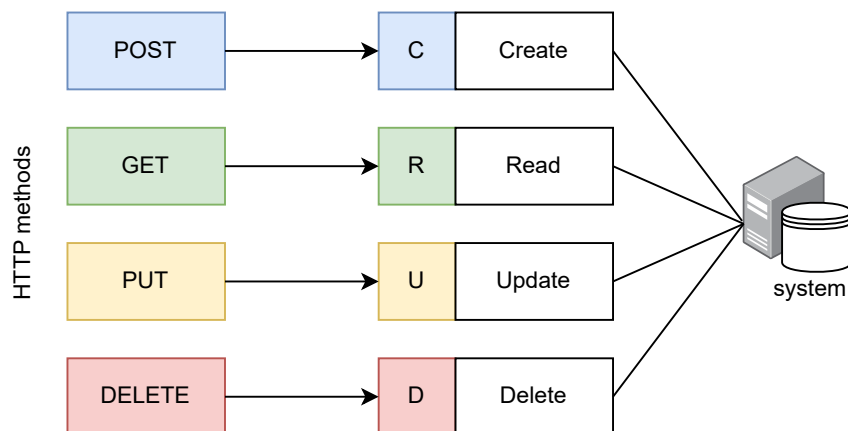 POST
C
Create
GET
R
Read
HTTP methods
PUT
U
Update
system
DELETE
D
Delete